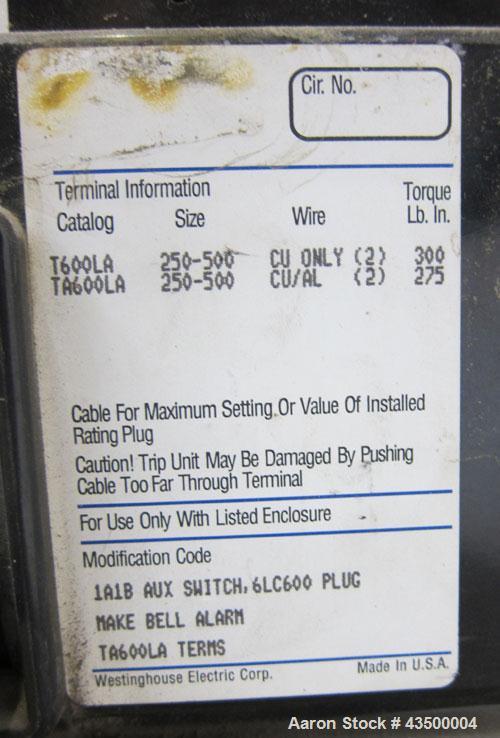 Cir. No.
Terminal Information Torque
Catalog Size Wire Lb. In.
T600LA 250-500 CU ONLY (2) 300
TA600LA 250-500 CU/AL (2) 275
Cable For Maximum Setting Or Value Of Installed
Rating Plug
Caution! Trip Unit May Be Damaged By Pushing
Cable Too Far Through Terminal
For Use Only With Listed Enclosure
Modification Code
1A1B AUX SWITCH,6LC600 PLUG
MAKE BELL ALARM
TA600LA TERMS
Westinghouse Electric Corp. Made In U.S.A.
Aaron Stock # 43500004